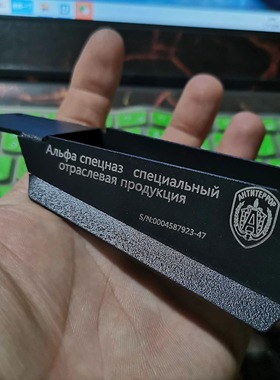 Альфа спецназ специальный
отраслевая продукция
S/N:0004587923-47
АНТИТЕРРОР
А